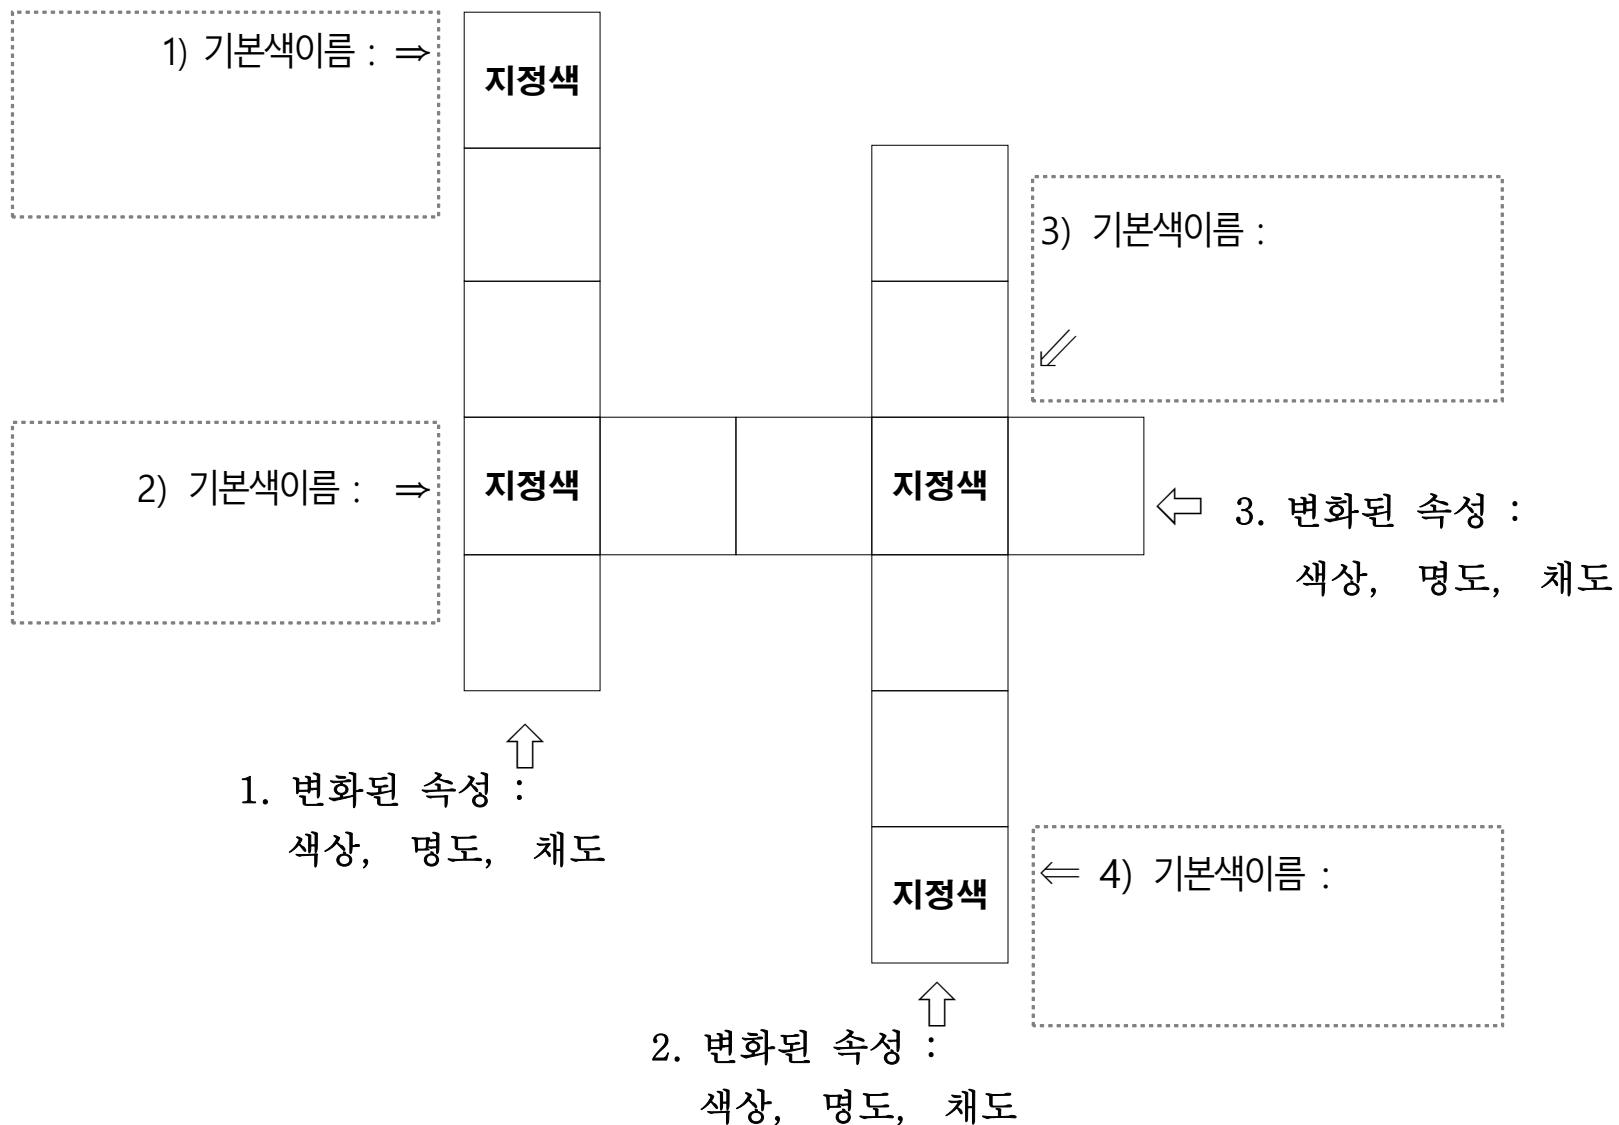 1) 기본색이름 : ⇒
지정색
3) 기본색이름 :
⇙
2) 기본색이름 : ⇒
지정색
지정색
⇦ 3. 변화된 속성 :
색상, 명도, 채도
⇧
1. 변화된 속성 :
색상, 명도, 채도
지정색
⇐ 4) 기본색이름 :
⇧
2. 변화된 속성 :
색상, 명도, 채도